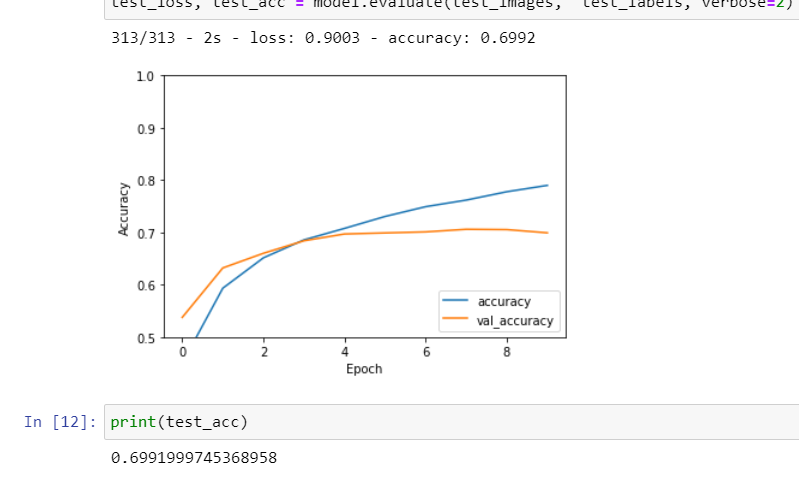 test_loss, test_acc = model.evaluate(test_images, test_labels, verbose=2)
313/313 - 2s - loss: 0.9003 - accuracy: 0.6992
1.0
0.9
0.8
0.7
0.6
0.5
Accuracy
0 2 4 6 8
Epoch
accuracy
val_accuracy
In [12]: print(test_acc)
0.6991999745368958